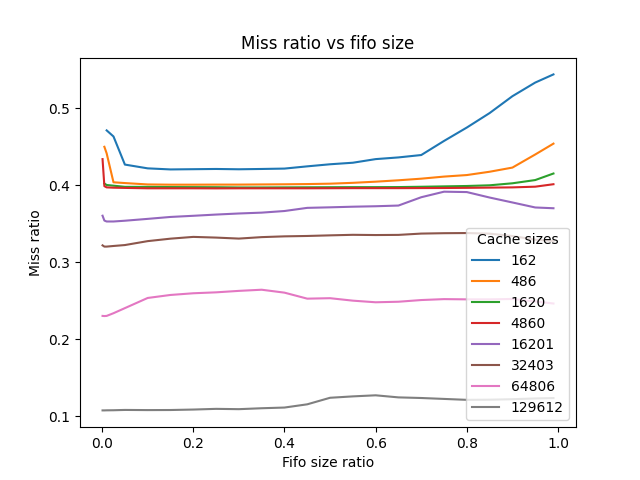 Miss ratio vs fifo size
Miss ratio
0.5
0.4
0.3
0.2
0.1
0.0 0.2 0.4 0.6 0.8 1.0
Fifo size ratio
Cache sizes
162
486
1620
4860
16201
32403
64806
129612